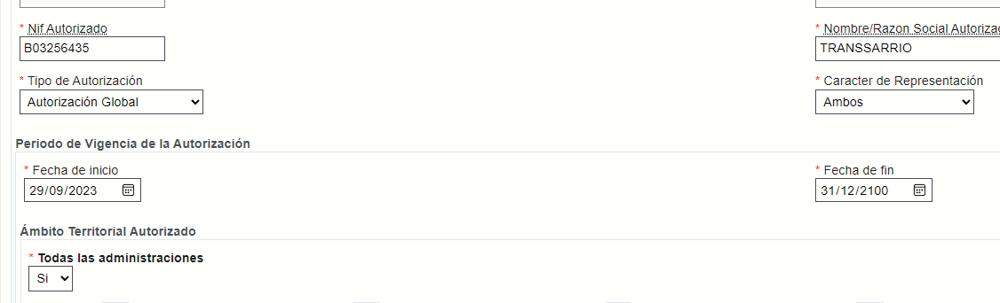 * Nif Autorizado
* Nombre/Razon Social
B03256435
TRANSSARRIO
* Tipo de Autorización
* Caracter de Representación
Autorización Global
Ambos
Periodo de Vigencia de la Autorización
* Fecha de inicio
* Fecha de fin
29/09/2023
31/12/2100
Ámbito Territorial Autorizado
* Todas las administraciones
Si